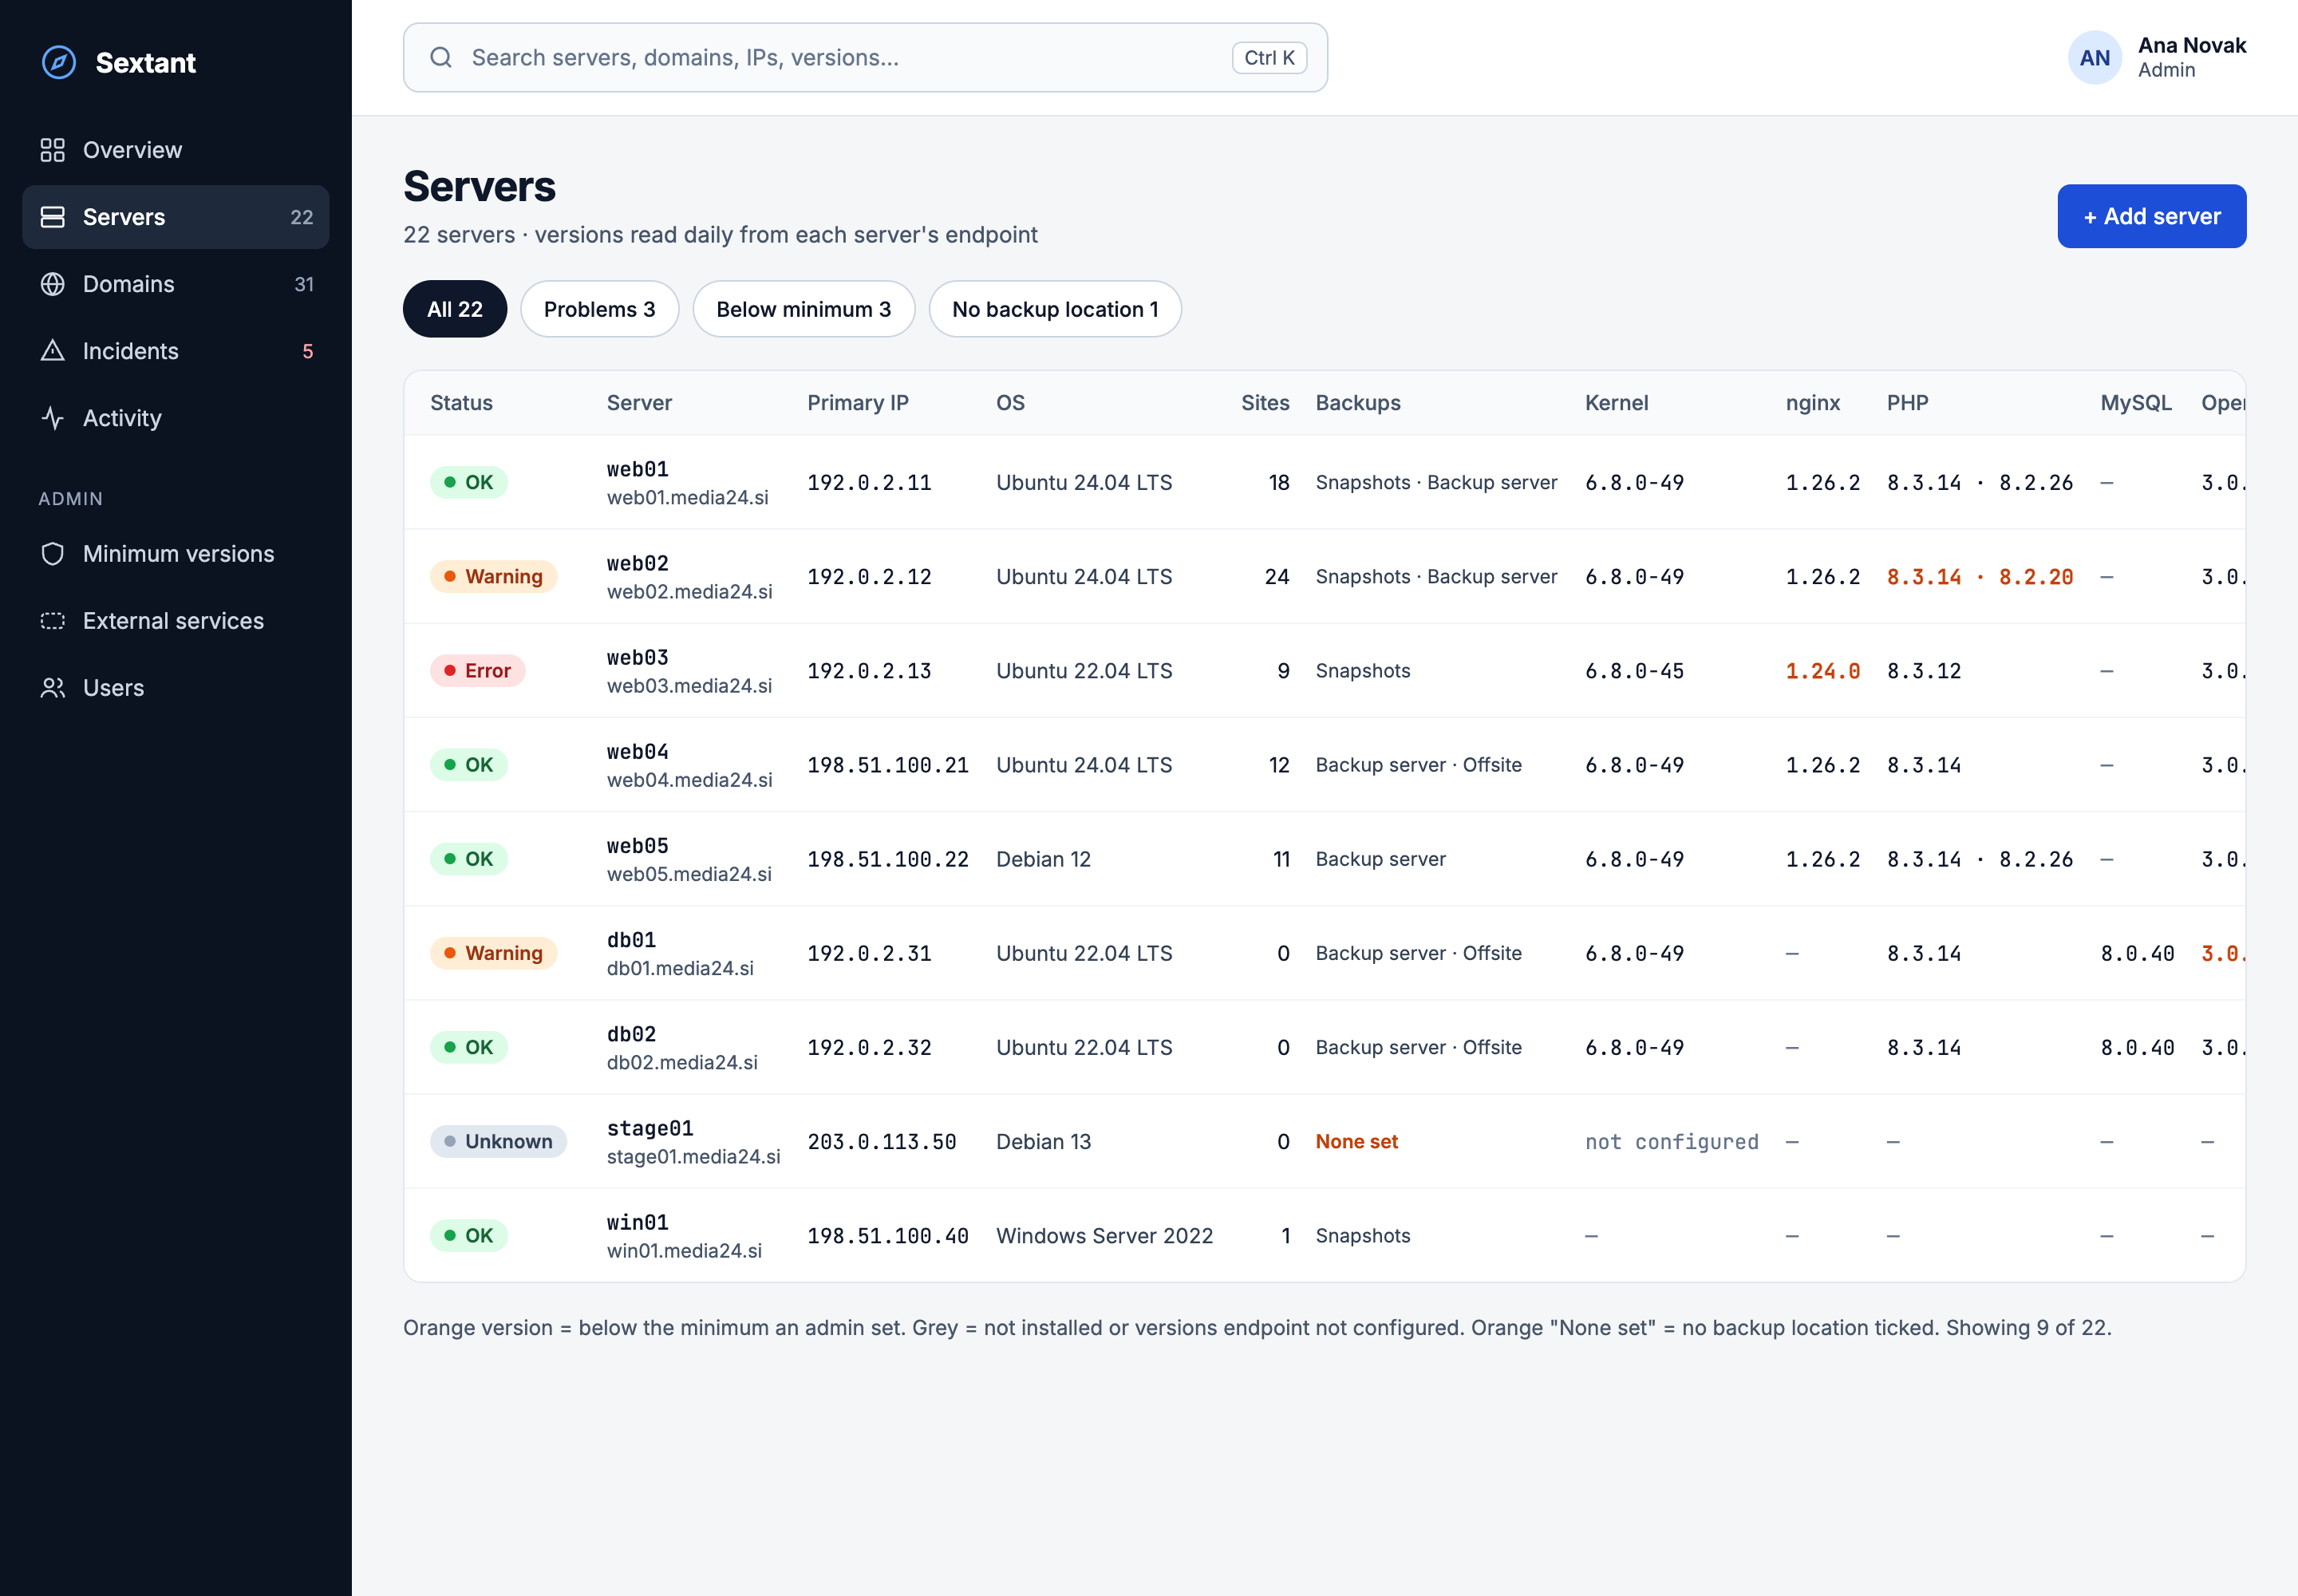 Sextant
Search servers, domains, IPs, versions...
Ctrl K
AN
Ana Novak
Admin
Overview
Servers 22
Domains 31
Incidents 5
Activity
ADMIN
Minimum versions
External services
Users
Servers
22 servers · versions read daily from each server's endpoint
+ Add server
All 22 Problems 3 Below minimum 3 No backup location 1
Status Server Primary IP OS Sites Backups Kernel nginx PHP MySQL
OK web01 192.0.2.11 Ubuntu 24.04 LTS 18 Snapshots · Backup server 6.8.0-49 1.26.2 8.3.14 · 8.2.26 — 3.0.
web01.media24.si
Warning web02 192.0.2.12 Ubuntu 24.04 LTS 24 Snapshots · Backup server 6.8.0-49 1.26.2 8.3.14 · 8.2.20 — 3.0.
web02.media24.si
Error web03 192.0.2.13 Ubuntu 22.04 LTS 9 Snapshots 6.8.0-45 1.24.0 8.3.12 — 3.0.
web03.media24.si
OK web04 198.51.100.21 Ubuntu 24.04 LTS 12 Backup server · Offsite 6.8.0-49 1.26.2 8.3.14 — 3.0.
web04.media24.si
OK web05 198.51.100.22 Debian 12 11 Backup server 6.8.0-49 1.26.2 8.3.14 · 8.2.26 — 3.0.
web05.media24.si
Warning db01 192.0.2.31 Ubuntu 22.04 LTS 0 Backup server · Offsite 6.8.0-49 — 8.3.14 8.0.40 3.0.
db01.media24.si
OK db02 192.0.2.32 Ubuntu 22.04 LTS 0 Backup server · Offsite 6.8.0-49 — 8.3.14 8.0.40 3.0.
db02.media24.si
Unknown stage01 203.0.113.50 Debian 13 0 None set not configured — — — —
stage01.media24.si
OK win01 198.51.100.40 Windows Server 2022 1 Snapshots — — — — —
win01.media24.si
Orange version = below the minimum an admin set. Grey = not installed or versions endpoint not configured. Orange "None set" = no backup location ticked. Showing 9 of 22.